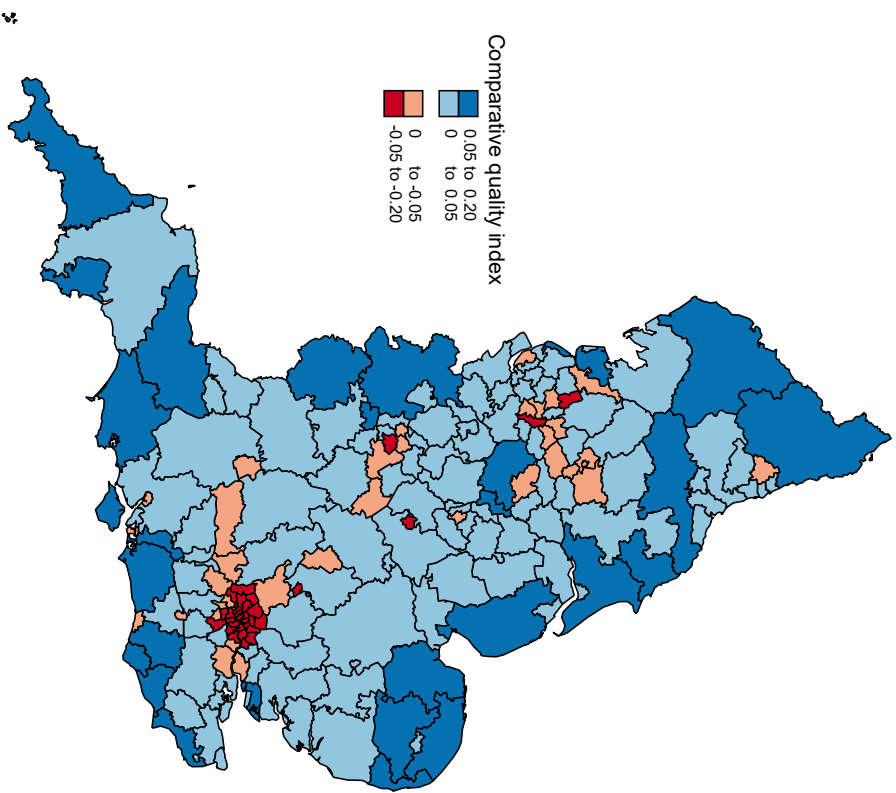 Comparative quality index
0.05 to 0.20
0 to 0.05
0 to -0.05
-0.05 to -0.20